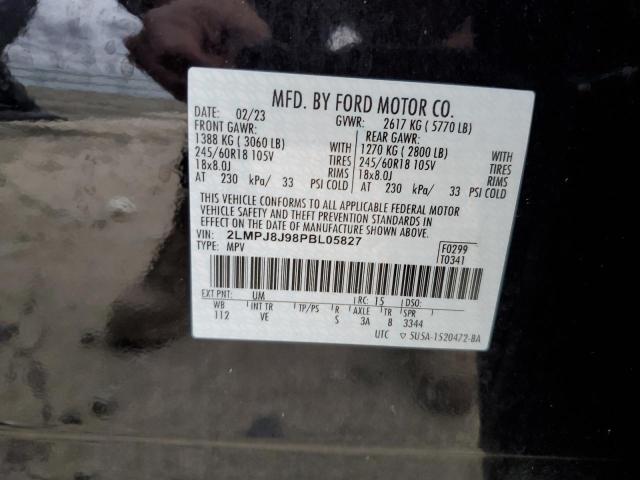 MFD. BY FORD MOTOR CO.
DATE: 02/23 GVWR: 2617 KG ( 5770 LB)
FRONT GAWR: REAR GAWR:
1388 KG ( 3060 LB) WITH 1270 KG ( 2800 LB) WITH
245/60R18 105V TIRES 245/60R18 105V TIRES
18x8.0J RIMS 18x8.0J RIMS
AT 230 kPa/ 33 PSI COLD AT 230 kPa/ 33 PSI COLD
THIS VEHICLE CONFORMS TO ALL APPLICABLE FEDERAL MOTOR
VEHICLE SAFETY AND THEFT PREVENTION STANDARDS IN
EFFECT ON THE DATE OF MANUFACTURE SHOWN ABOVE.
VIN: 2LMPJ8J98PBL05827 F0299
TYPE: MPV T0341
EXT PNT: UM RC: 15 DSO:
WB INT TR TP/PS R AXLE TR SPR
112 VE S 3A 8 3344
UTC ▽ 5U5A-1520472-BA